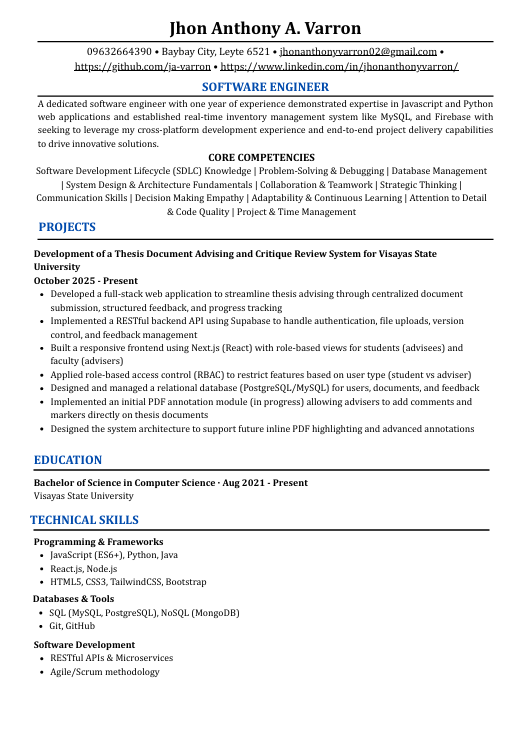 Jhon Anthony A. Varron
09632664390 • Baybay City, Leyte 6521 • jhonanthonyvarron02@gmail.com •
https://github.com/ja-varron • https://www.linkedin.com/in/jhonanthonyvarron/
SOFTWARE ENGINEER
A dedicated software engineer with one year of experience demonstrated expertise in Javascript and Python
web applications and established real-time inventory management system like MySQL, and Firebase with
seeking to leverage my cross-platform development experience and end-to-end project delivery capabilities
to drive innovative solutions.
CORE COMPETENCIES
Software Development Lifecycle (SDLC) Knowledge | Problem-Solving & Debugging | Database Management
| System Design & Architecture Fundamentals | Collaboration & Teamwork | Strategic Thinking |
Communication Skills | Decision Making Empathy | Adaptability & Continuous Learning | Attention to Detail
& Code Quality | Project & Time Management
PROJECTS
Development of a Thesis Document Advising and Critique Review System for Visayas State
University
October 2025 - Present
• Developed a full-stack web application to streamline thesis advising through centralized document
submission, structured feedback, and progress tracking
• Implemented a RESTful backend API using Supabase to handle authentication, file uploads, version
control, and feedback management
• Built a responsive frontend using Next.js (React) with role-based views for students (advisees) and
faculty (advisers)
• Applied role-based access control (RBAC) to restrict features based on user type (student vs adviser)
• Designed and managed a relational database (PostgreSQL/MySQL) for users, documents, and feedback
• Implemented an initial PDF annotation module (in progress) allowing advisers to add comments and
markers directly on thesis documents
• Designed the system architecture to support future inline PDF highlighting and advanced annotations
EDUCATION
Bachelor of Science in Computer Science · Aug 2021 - Present
Visayas State University
TECHNICAL SKILLS
Programming & Frameworks
• JavaScript (ES6+), Python, Java
• React.js, Node.js
• HTML5, CSS3, TailwindCSS, Bootstrap
Databases & Tools
• SQL (MySQL, PostgreSQL), NoSQL (MongoDB)
• Git, GitHub
Software Development
• RESTful APIs & Microservices
• Agile/Scrum methodology